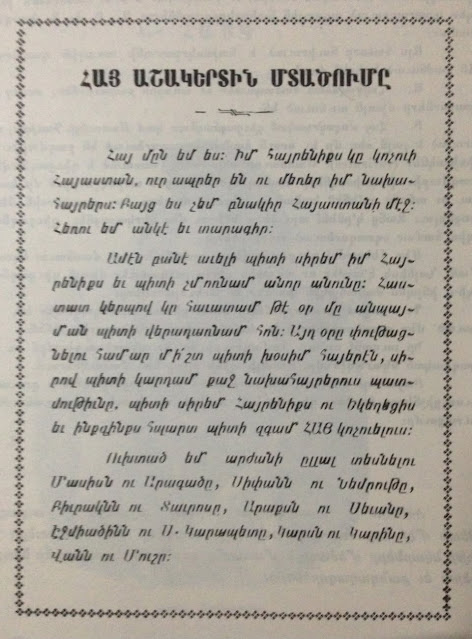 ՀԱՅ ԱՇԱԿԵՐՏԻՆ ՄՏԱԾՈՒՄԸ
Հայ մըն եմ ես։ Իմ հայրենիքս կը կոչուի
Հայաստան, ուր ապրեր են ու մեռեր իմ նախա-
հայրերս։ Բայց ես չեմ բնակիր Հայաստանի մէջ։
Հեռու եմ անկէ եւ տարագիր։
Ամէն բանէ աւելի պիտի սիրեմ իմ Հայ-
րենիքս եւ պիտի չմոռնամ անոր անունը։ Հաս-
տատ կերպով կը հաւատամ թէ օր մը անպայ-
ման պիտի վերադառնամ հոն։ Այդ օրը փութաց-
նելու համար մի՛շտ պիտի խօսիմ հայերէն, սի-
րով պիտի կարդամ քաջ նախահայրերուս պատ-
մութիւնը, պիտի սիրեմ Հայրենիքս ու Եկեղեցիս
եւ ինքզինքս հպարտ պիտի զգամ ՀԱՅ կոչուելուս։
Ուխտած եմ արժանի ըլլալ տեսնելու
Մասիսն ու Արագածը, Սիփանն ու Նեմրութը,
Բիւրակնն ու Տաւրոսը, Արաքսն ու Սեւանը,
Էջմիածինն ու Ս. Կարապետը, Կարսն ու Կարինը,
Վանն ու Մուշը։